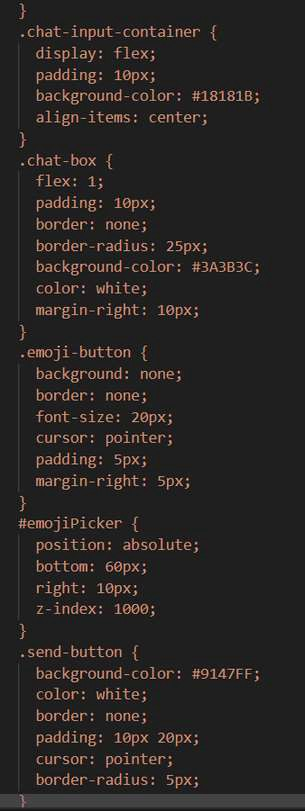 }
.chat-input-container {
display: flex;
padding: 10px;
background-color: #18181B;
align-items: center;
}
.chat-box {
flex: 1;
padding: 10px;
border: none;
border-radius: 25px;
background-color: #3A3B3C;
color: white;
margin-right: 10px;
}
.emoji-button {
background: none;
border: none;
font-size: 20px;
cursor: pointer;
padding: 5px;
margin-right: 5px;
}
#emojiPicker {
position: absolute;
bottom: 60px;
right: 10px;
z-index: 1000;
}
.send-button {
background-color: #9147FF;
color: white;
border: none;
padding: 10px 20px;
cursor: pointer;
border-radius: 5px;
}